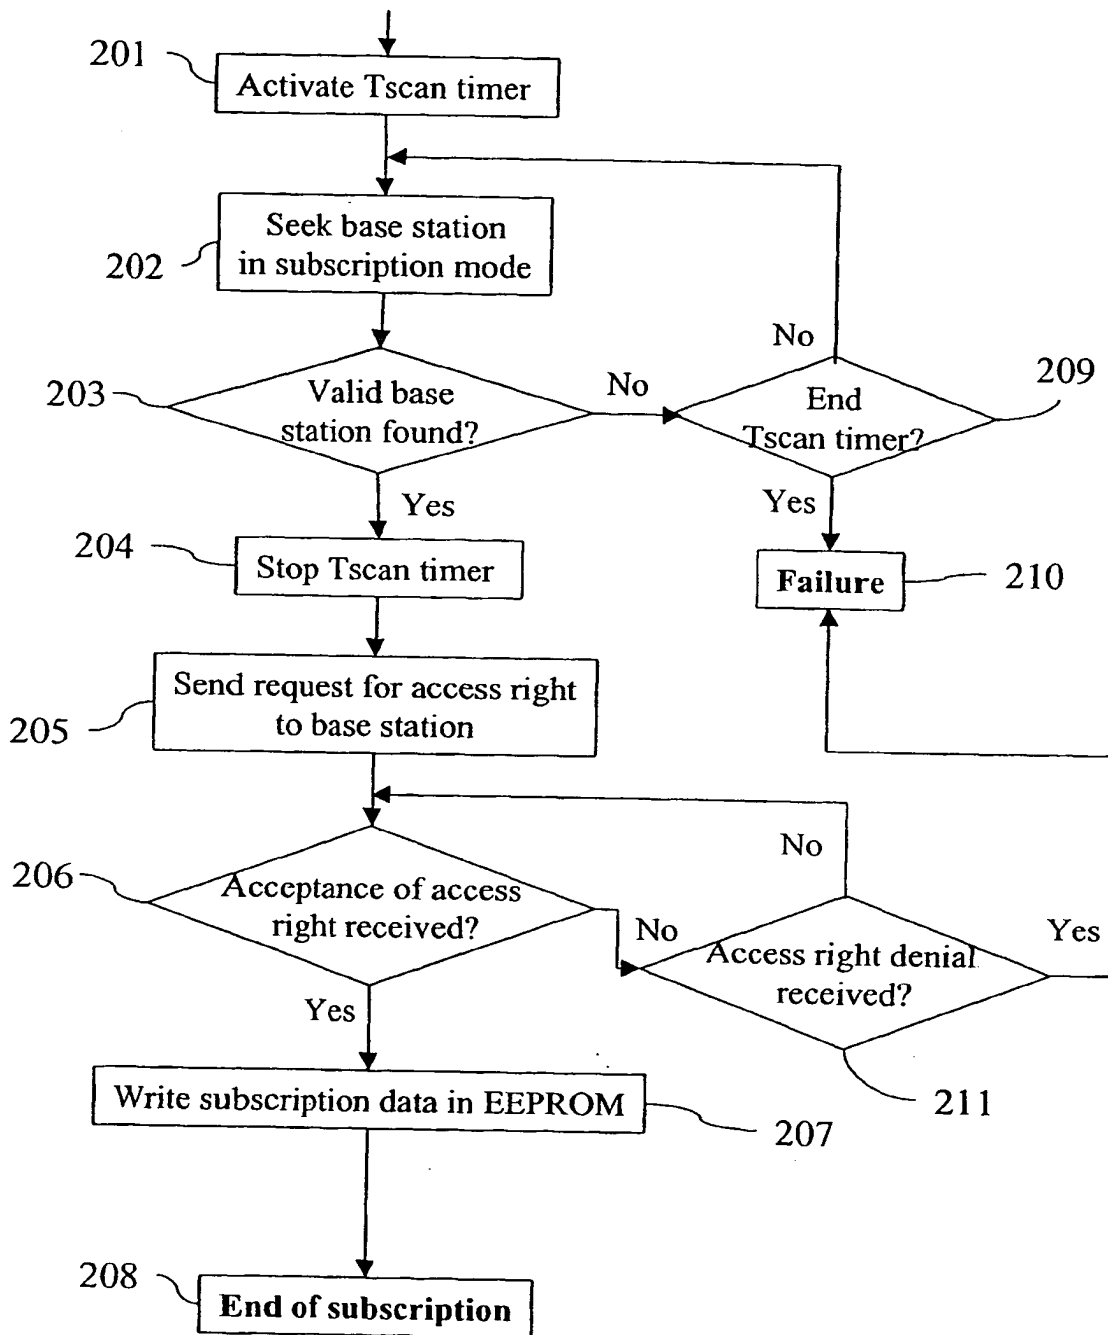 201
Activate Tscan timer
Seek base station
in subscription mode
202
No
203
Valid base
station found?
No
End
Tscan timer?
209
Yes
Yes
204
Stop Tscan timer
Failure
210
Send request for access right
to base station
205
No
206
Acceptance of access
right received?
No
Yes
Access right denial
received?
Yes
Write subscription data in EEPROM
207
211
208
End of subscription